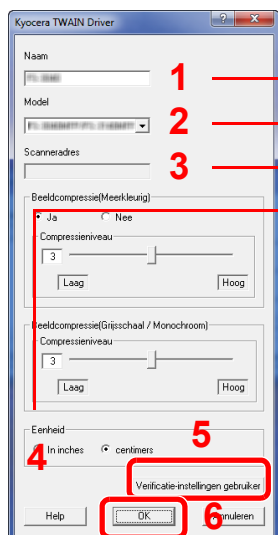 Kyocera TWAIN Driver
Naam
1
Model
2
Scanneradres
3
Beeldcompressie(Meerkleurig)
Ja Nee
Compressieniveau
3
Laag Hoog
Beeldcompressie(Grijsschaal / Monochroom)
Compressieniveau
3
Laag Hoog
Eenheid
5
4 In inches centimers
Verificatie-instellingen gebruiker
Help OK 6 Annuleren